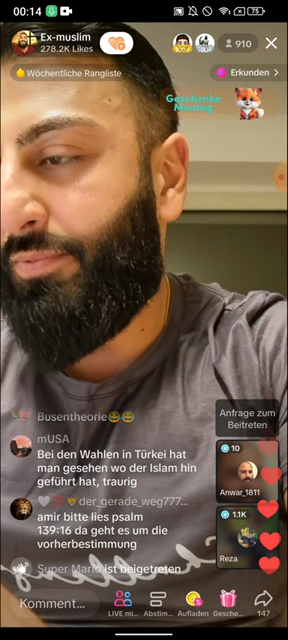 00:14
75
Ex-muslim
278.2K Likes
910
Wöchentliche Rangliste
Erkunden >
Geschenke
Montag
Busentheorie😂😂
Anfrage zum
Beitreten
mUSA
Bei den Wahlen in Türkei hat
man gesehen wo der Islam hin
geführt hat, traurig
10
Anwar_1811
der_gerade_weg777...
amir bitte lies psalm
139:16 da geht es um die
vorherbestimmung
1.1K
Reza
Super Mario ist beigetreten
Challeng
Kommentar...
LIVE mi...
Abstim...
Aufladen
Gesche...
147